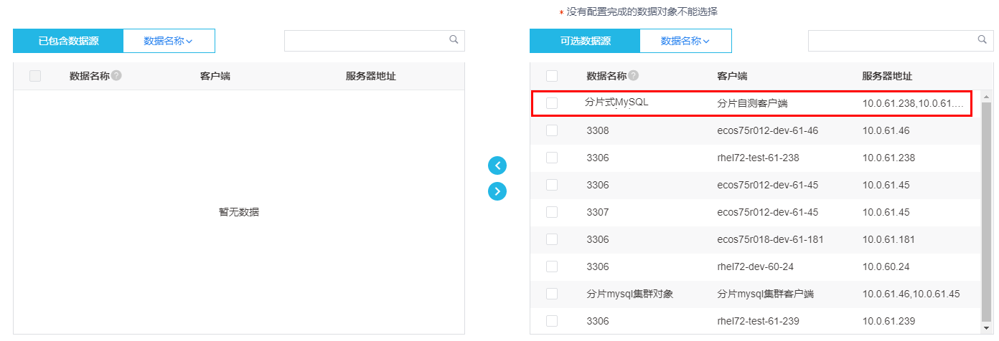 * 没有配置完成的数据对象不能选择
已包含数据源 数据名称
可选数据源 数据名称
数据名称? 客户端 服务器地址
暂无数据
数据名称? 客户端 服务器地址
分片式MySQL 分片自测客户端 10.0.61.238,10.0.61....
3308 ecos75r012-dev-61-46 10.0.61.46
3306 rhel72-test-61-238 10.0.61.238
3306 ecos75r012-dev-61-45 10.0.61.45
3307 ecos75r012-dev-61-45 10.0.61.45
3306 ecos75r018-dev-61-181 10.0.61.181
3306 rhel72-dev-60-24 10.0.60.24
分片mysql集群对象 分片mysql集群客户端 10.0.61.46,10.0.61.45
3306 rhel72-test-61-239 10.0.61.239